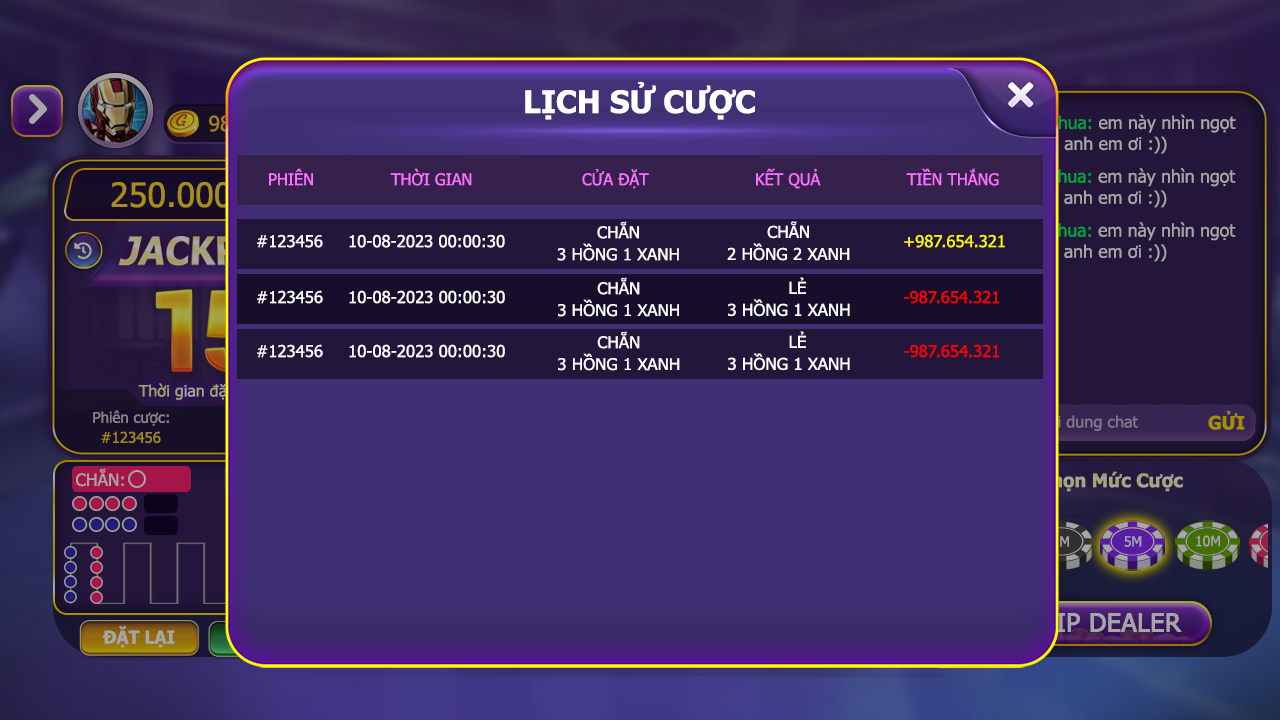 LỊCH SỬ CƯỢC
PHIÊN THỜI GIAN CỬA ĐẶT KẾT QUẢ TIỀN THẮNG
#123456 10-08-2023 00:00:30 CHẴN 3 HỒNG 1 XANH CHẴN 2 HỒNG 2 XANH +987.654.321
#123456 10-08-2023 00:00:30 CHẴN 3 HỒNG 1 XANH LẺ 3 HỒNG 1 XANH -987.654.321
#123456 10-08-2023 00:00:30 CHẴN 3 HỒNG 1 XANH LẺ 3 HỒNG 1 XANH -987.654.321
G 98
250.000
JACK
15
Thời gian
Phiên cược:
#123456
CHẴN:
ĐẶT LẠI
hua: em này nhìn ngọt
anh em ơi :))
hua: em này nhìn ngọt
anh em ơi :))
hua: em này nhìn ngọt
anh em ơi :))
dung chat GỬI
ọn Mức Cược
M 5M 10M
IP DEALER